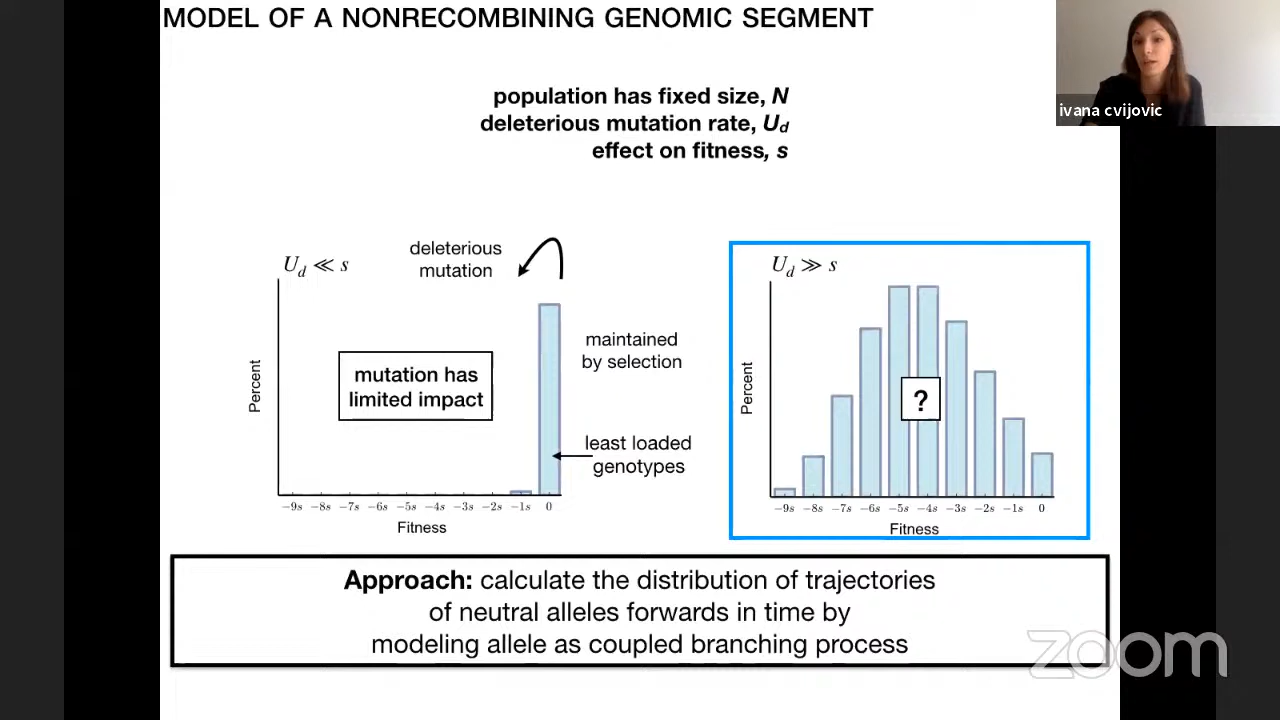 MODEL OF A NONRECOMBINING GENOMIC SEGMENT
ivana cvijovic
population has fixed size, N
deleterious mutation rate, U_d
effect on fitness, s
U_d ≪ s
deleterious
mutation
maintained
by selection
mutation has
limited impact
least loaded
genotypes
Percent
−9s −8s −7s −6s −5s −4s −3s −2s −1s 0
Fitness
U_d ≫ s
?
Percent
−9s −8s −7s −6s −5s −4s −3s −2s −1s 0
Fitness
Approach: calculate the distribution of trajectories
of neutral alleles forwards in time by
modeling allele as coupled branching process
zoom